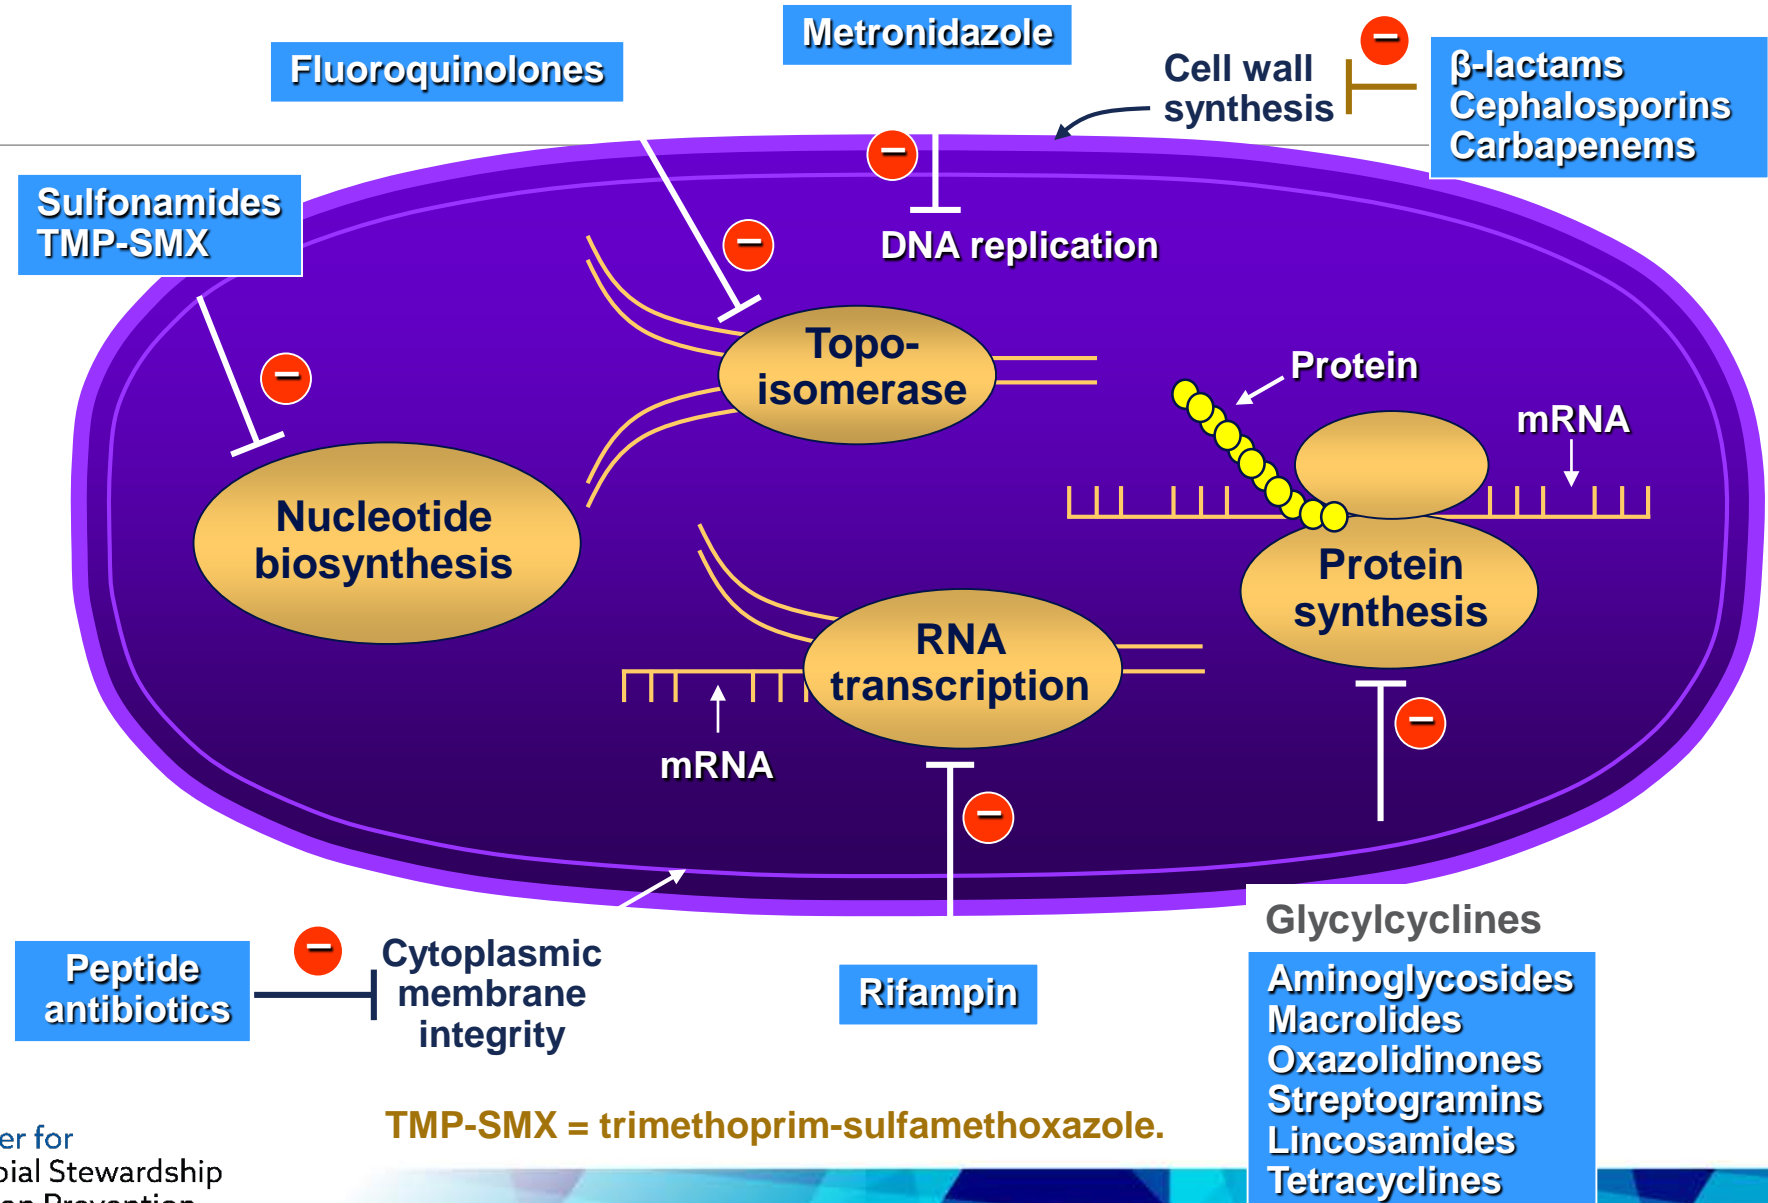 Metronidazole
Fluoroquinolones
Cell wall
synthesis
β-lactams
Cephalosporins
Carbapenems
Sulfonamides
TMP-SMX
DNA replication
Topo-
isomerase
Protein
mRNA
Nucleotide
biosynthesis
Protein
synthesis
RNA
transcription
mRNA
Peptide
antibiotics
Cytoplasmic
membrane
integrity
Rifampin
Glycylcyclines
Aminoglycosides
Macrolides
Oxazolidinones
Streptogramins
Lincosamides
Tetracyclines
TMP-SMX = trimethoprim-sulfamethoxazole.
er for
bial Stewardship
on Prevention